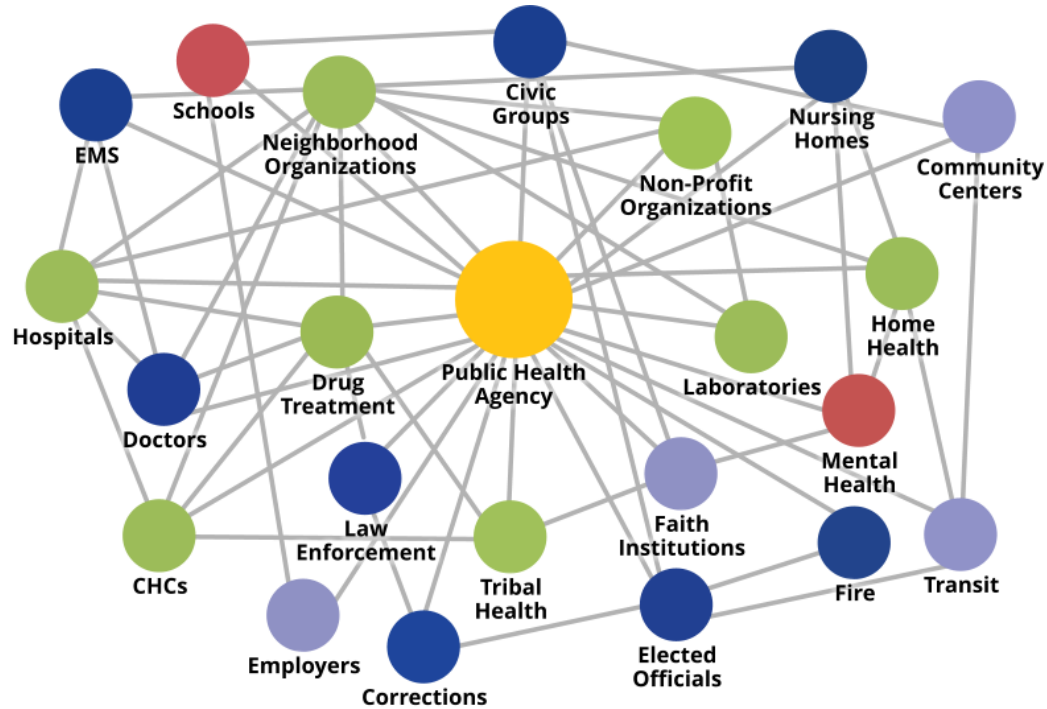 Civic
Groups
Schools
Nursing
Homes
EMS
Neighborhood
Organizations
Community
Centers
Non-Profit
Organizations
Hospitals
Home
Health
Drug
Treatment
Public Health
Agency
Laboratories
Doctors
Mental
Health
Law
Enforcement
Faith
Institutions
CHCs
Tribal
Health
Fire
Transit
Employers
Elected
Officials
Corrections